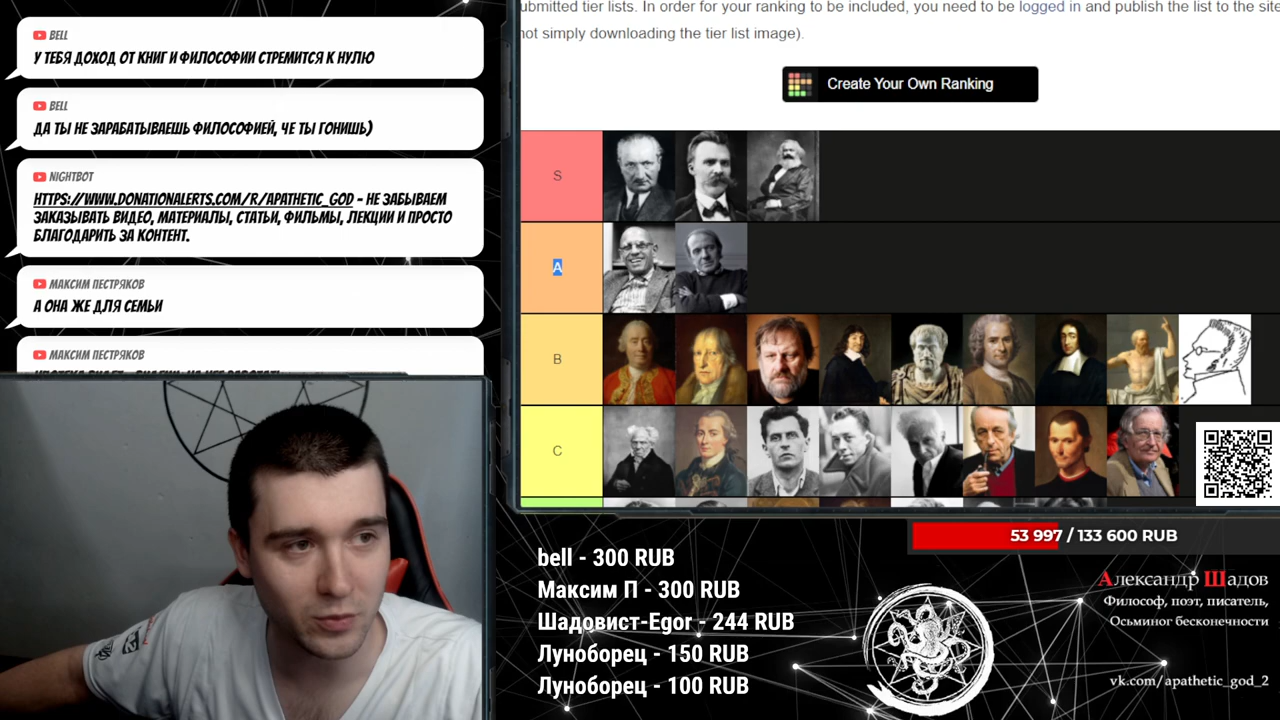 BELL
У ТЕБЯ ДОХОД ОТ КНИГ И ФИЛОСОФИИ СТРЕМИТСЯ К НУЛЮ
BELL
ДА ТЫ НЕ ЗАРАБАТЫВАЕШЬ ФИЛОСОФИЕЙ, ЧЕ ТЫ ГОНИШЬ)
NIGHTBOT
HTTPS://WWW.DONATIONALERTS.COM/R/APATHETIC_GOD - НЕ ЗАБЫВАЕМ
ЗАКАЗЫВАТЬ ВИДЕО, МАТЕРИАЛЫ, СТАТЬИ, ФИЛЬМЫ, ЛЕКЦИИ И ПРОСТО
БЛАГОДАРИТЬ ЗА КОНТЕНТ.
МАКСИМ ПЕСТРЯКОВ
А ОНА ЖЕ ДЛЯ СЕМЬИ
МАКСИМ ПЕСТРЯКОВ
ubmitted tier lists. In order for your ranking to be included, you need to be logged in and publish the list to the site
not simply downloading the tier list image).
Create Your Own Ranking
S
A
B
C
53 997 / 133 600 RUB
bell - 300 RUB
Максим П - 300 RUB
Шадовист-Egor - 244 RUB
Луноборец - 150 RUB
Луноборец - 100 RUB
Александр Шадов
Философ, поэт, писатель,
Осьминог бесконечности
vk.com/apathetic_god_2